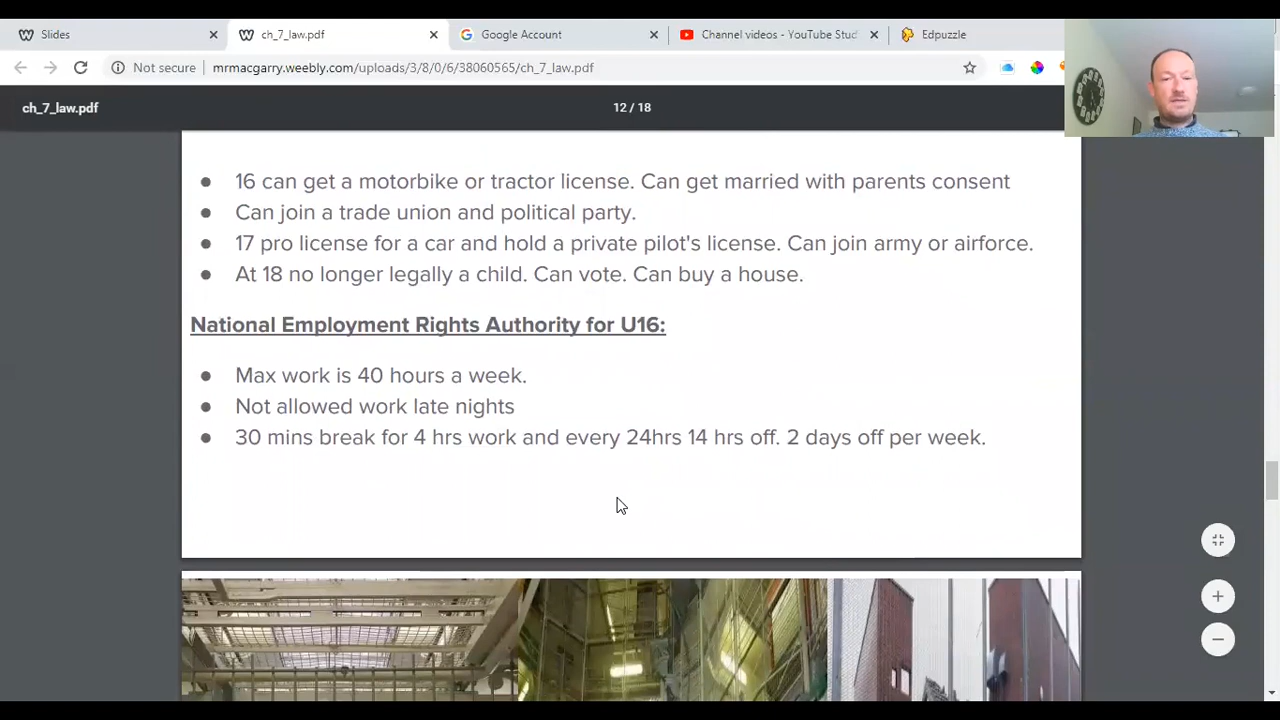 Slides
ch_7_law.pdf
Google Account
Channel videos - YouTube Stud
Edpuzzle
Not secure
mrmacgarry.weebly.com/uploads/3/8/0/6/38060565/ch_7_law.pdf
ch_7_law.pdf
12 / 18
16 can get a motorbike or tractor license. Can get married with parents consent
Can join a trade union and political party.
17 pro license for a car and hold a private pilot's license. Can join army or airforce.
At 18 no longer legally a child. Can vote. Can buy a house.
National Employment Rights Authority for U16:
Max work is 40 hours a week.
Not allowed work late nights
30 mins break for 4 hrs work and every 24hrs 14 hrs off. 2 days off per week.